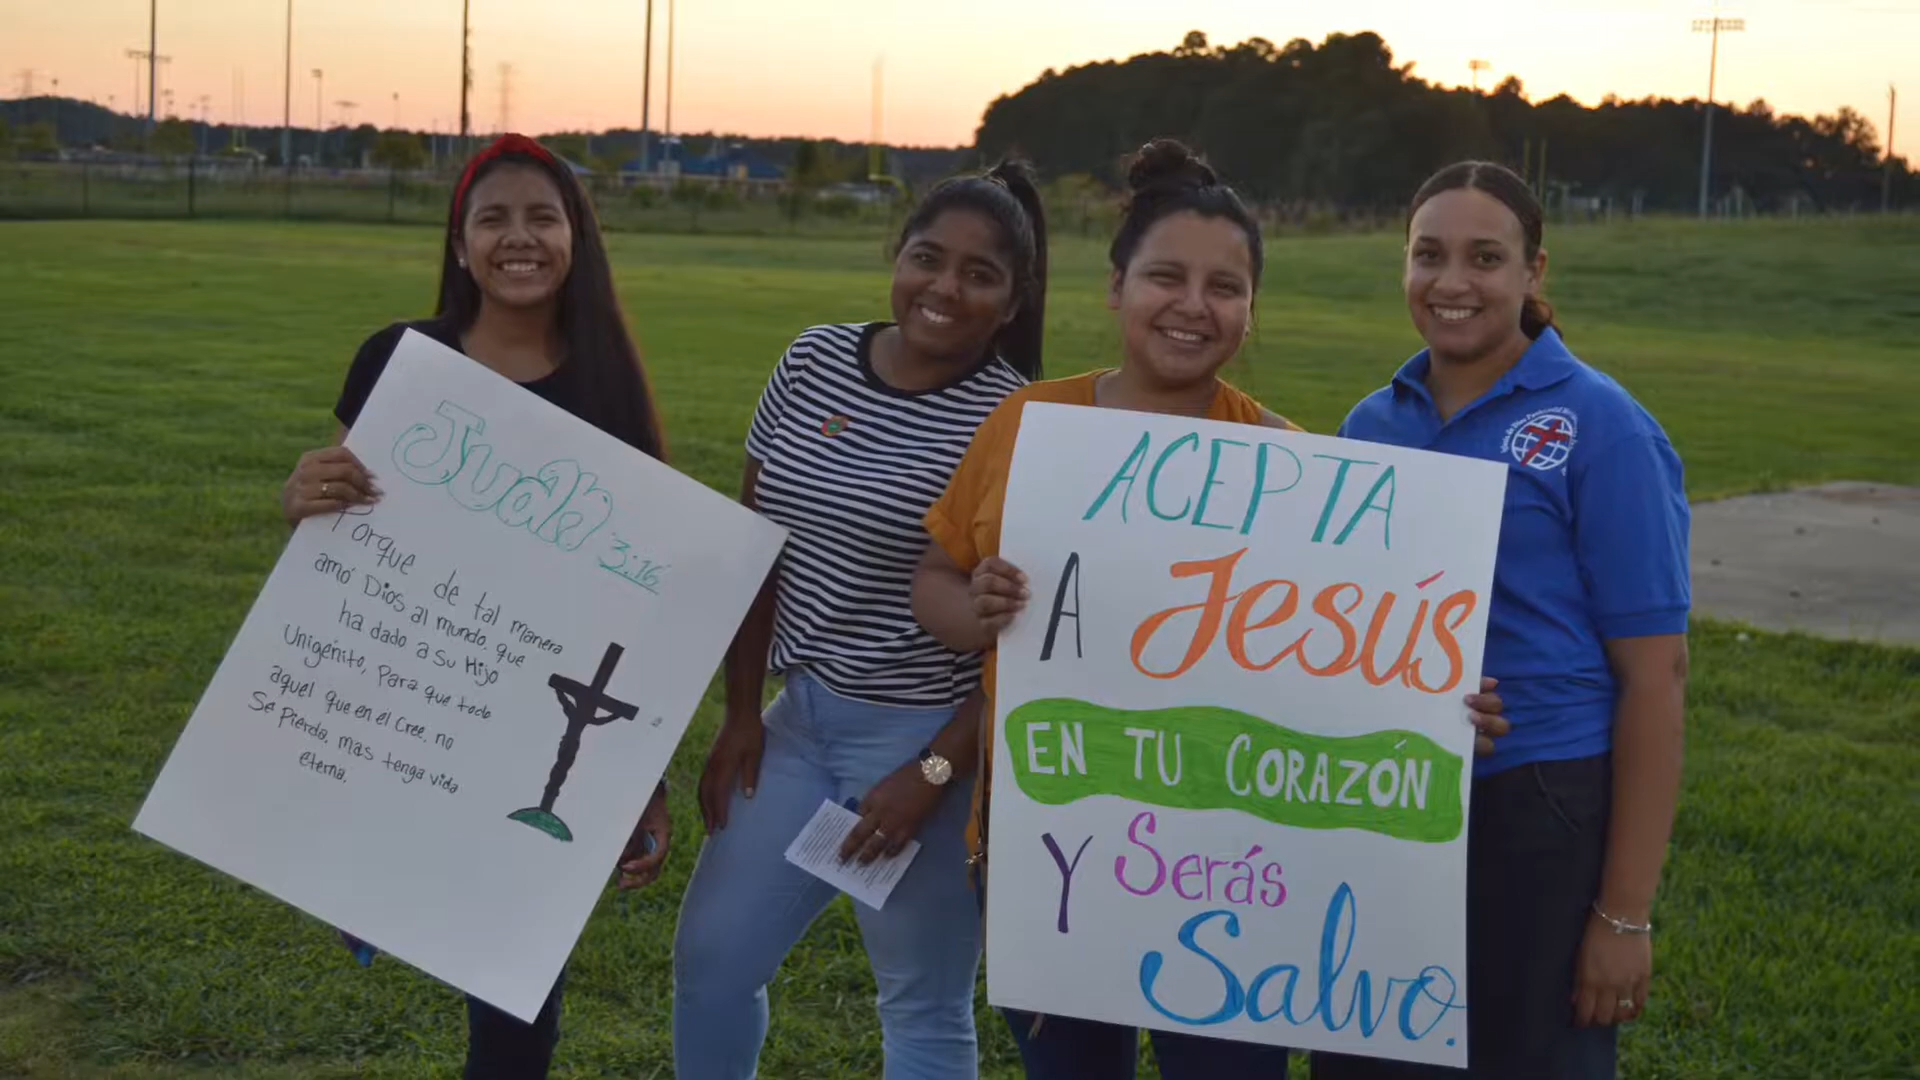 Juan 3:16
Porque de tal manera
amó Dios al mundo, que
ha dado a Su Hijo
Unigénito, Para que todo
aquel que en el Cree, no
Se Pierda, mas tenga vida
eterna.
ACEPTA
A Jesús
EN TU CORAZÓN
Y Serás
Salvo.